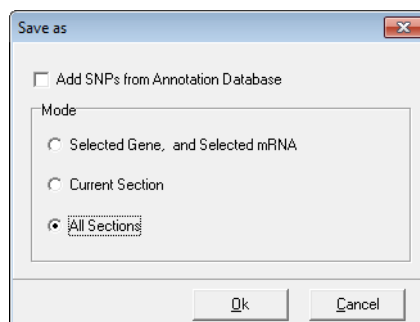 Save as
Add SNPs from Annotation Database
Mode
Selected Gene, and Selected mRNA
Current Section
All Sections
Ok
Cancel